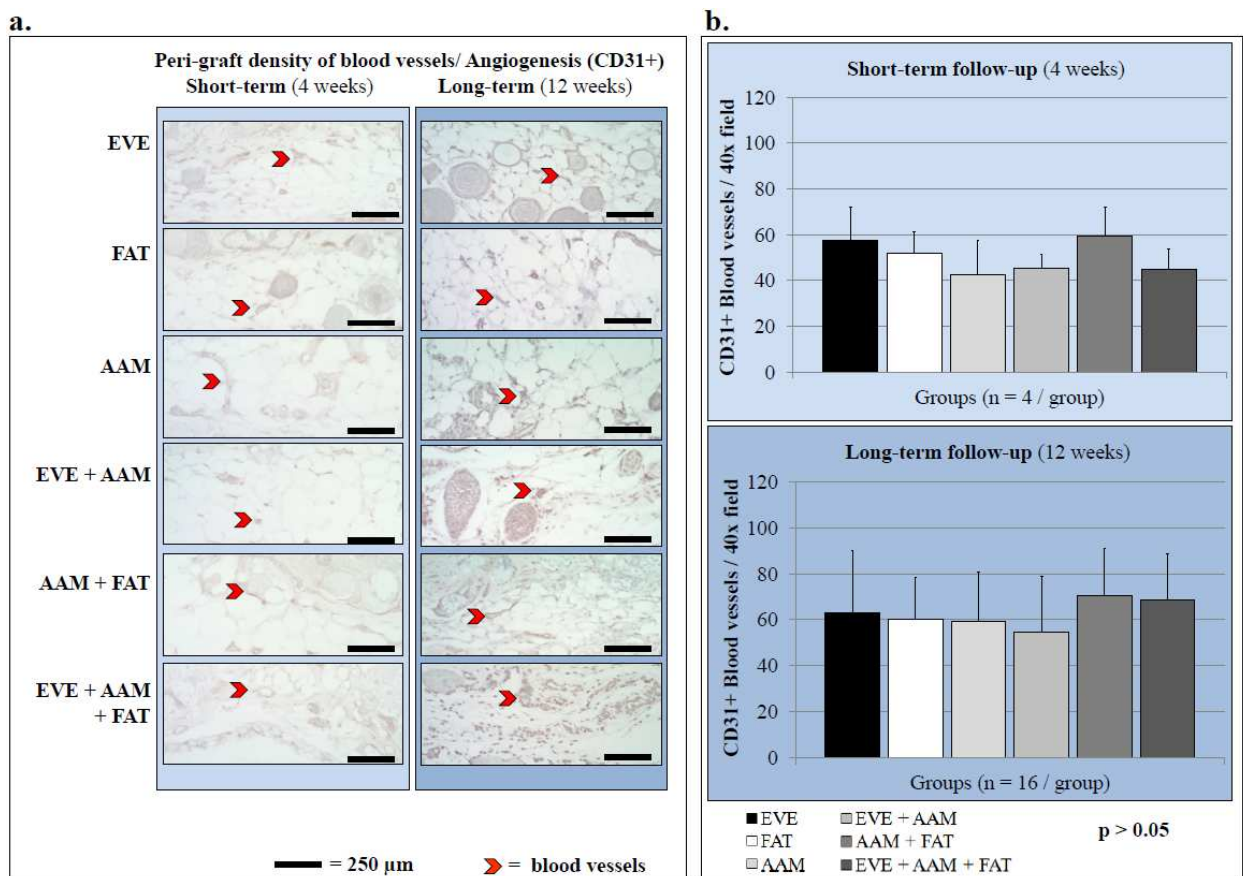 a.
Peri-graft density of blood vessels/ Angiogenesis (CD31+)
Short-term (4 weeks)
Long-term (12 weeks)
EVE
FAT
AAM
EVE + AAM
AAM + FAT
EVE + AAM
+ FAT
= 250 µm
= blood vessels
b.
Short-term follow-up (4 weeks)
CD31+ Blood vessels / 40x field
120
100
80
60
40
20
0
Groups (n = 4 / group)
Long-term follow-up (12 weeks)
CD31+ Blood vessels / 40x field
120
100
80
60
40
20
0
Groups (n = 16 / group)
EVE
EVE + AAM
FAT
AAM + FAT
AAM
EVE + AAM + FAT
p > 0.05